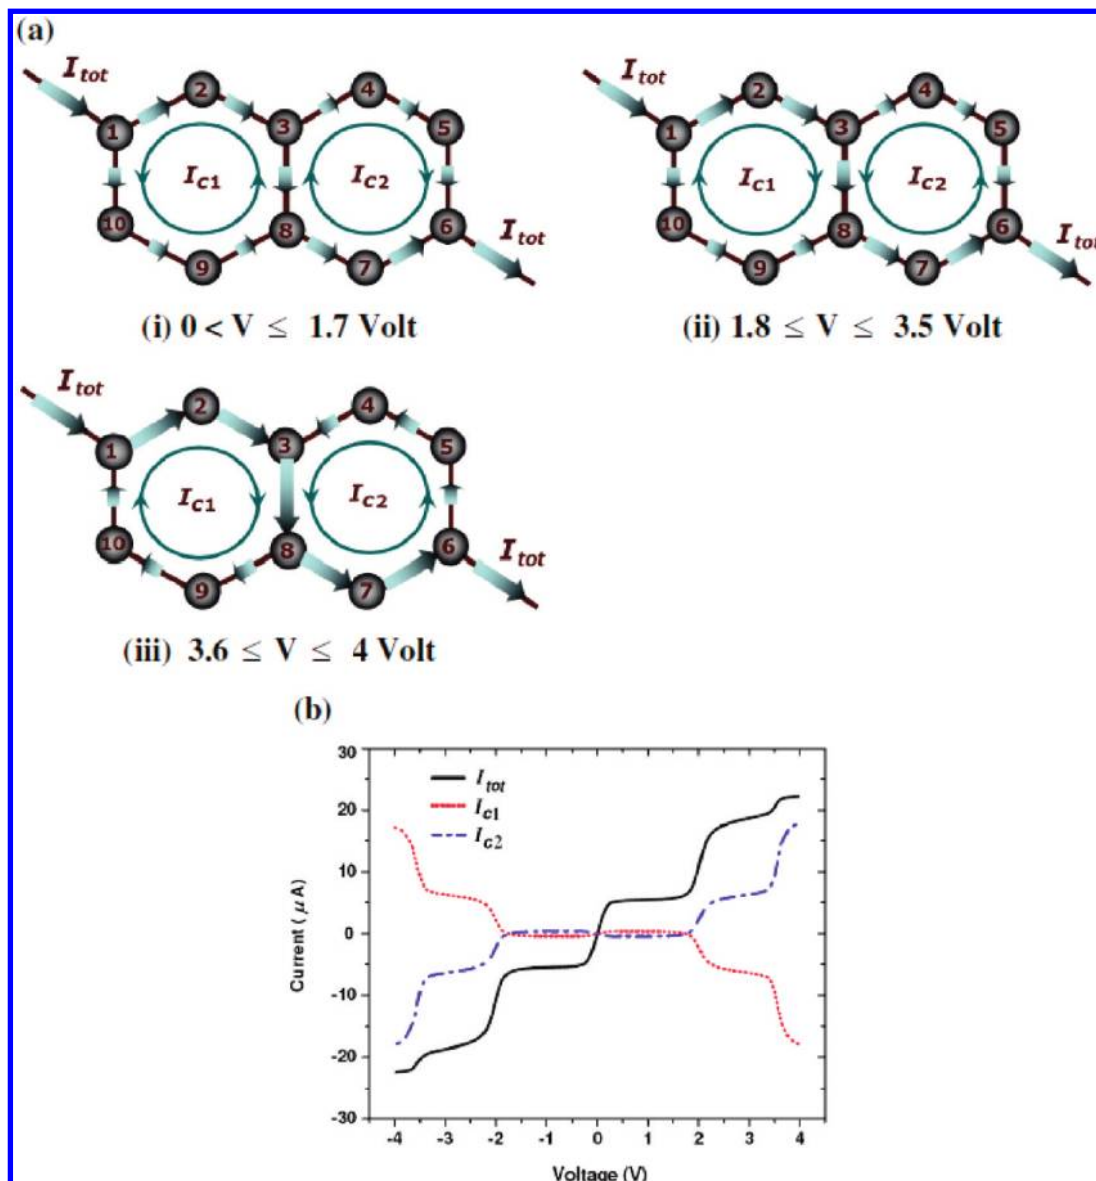 (a)
I_tot I_tot
2 4 2 4
1 3 5 1 3 5
I_c1 I_c2 I_c1 I_c2
10 8 6 I_tot 10 8 6 I_tot
9 7 9 7
(i) 0 < V ≤ 1.7 Volt (ii) 1.8 ≤ V ≤ 3.5 Volt
I_tot
2 4
1 3 5
I_c1 I_c2
10 8 6 I_tot
9 7
(iii) 3.6 ≤ V ≤ 4 Volt
(b)
30
I_tot
20
I_c1
I_c2
10
0
-10
-20
-30
Current ( μ A)
-4 -3 -2 -1 0 1 2 3 4
Voltage (V)